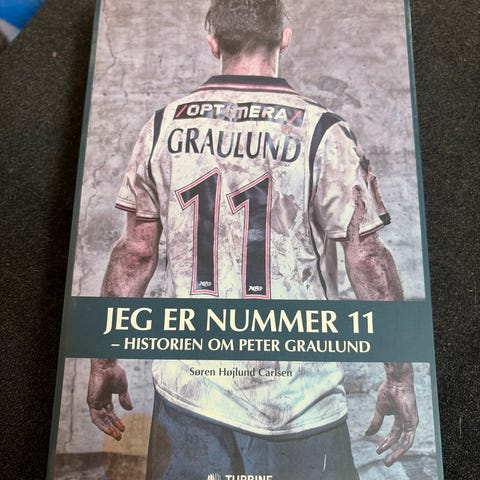 OPTIMERA
GRAULUND
11
JEG ER NUMMER 11
– HISTORIEN OM PETER GRAULUND
Søren Højlund Carlsen
TURBINE